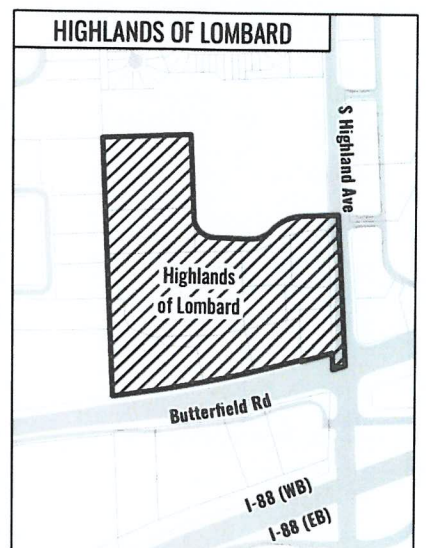 HIGHLANDS OF LOMBARD
S Highland Ave
Highlands
of Lombard
Butterfield Rd
I-88 (WB)
I-88 (EB)